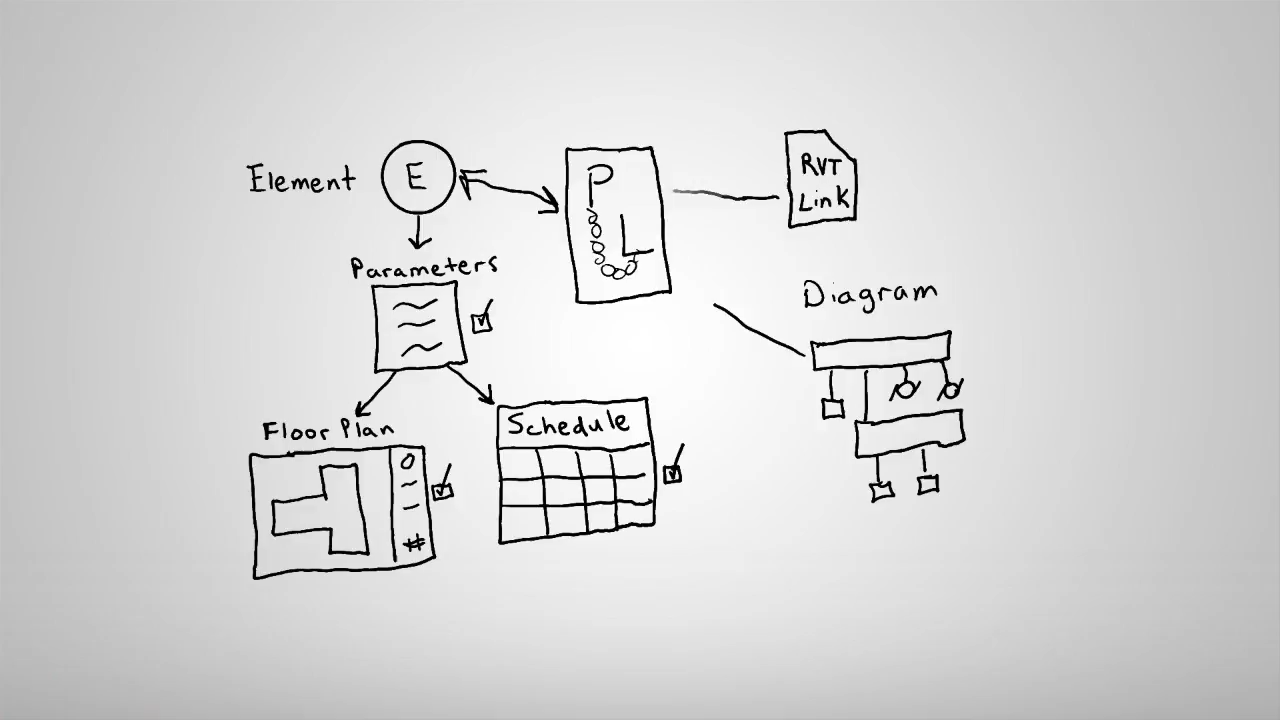 Element
E
P
L
RVT
Link
Parameters
Diagram
Floor Plan
#
Schedule